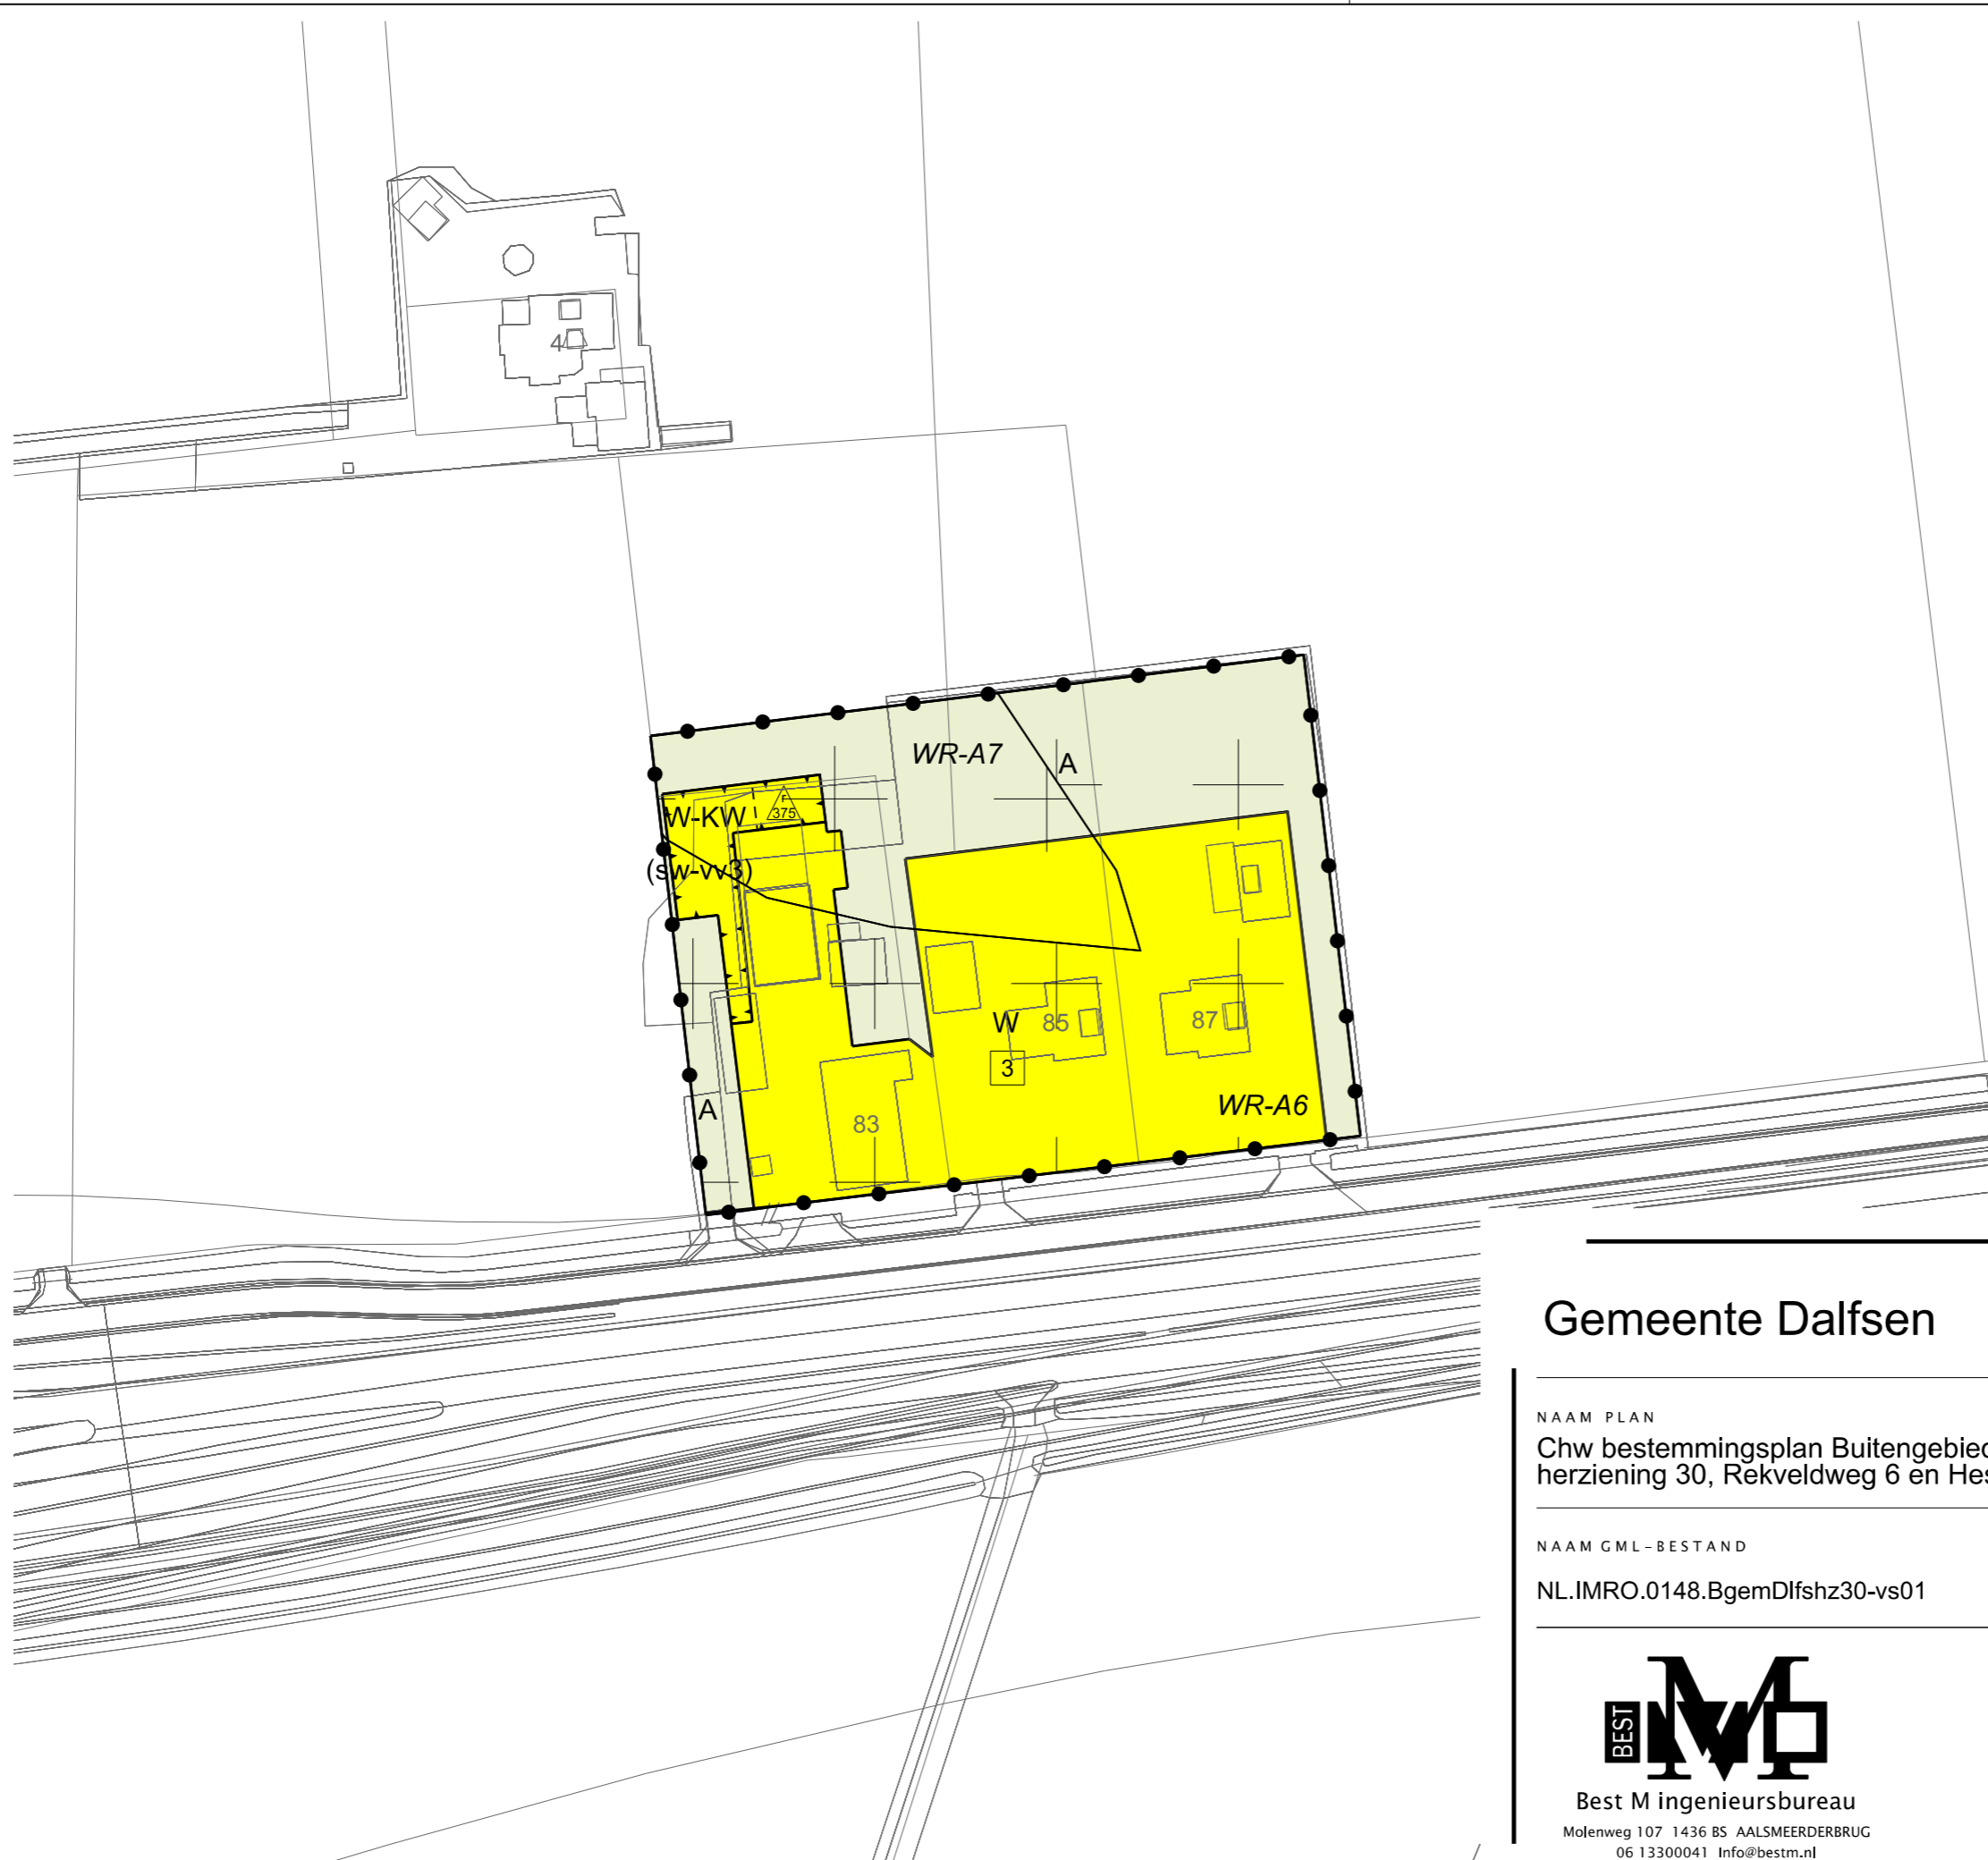 4
WR-A7
A
W-KW
r
375
(sw-vv3)
W
85
87
3
WR-A6
A
83
Gemeente Dalfsen
NAAM PLAN
Chw bestemmingsplan Buitengebied
herziening 30, Rekveldweg 6 en Hes
NAAM GML-BESTAND
NL.IMRO.0148.BgemDlfshz30-vs01
BEST
M
Best M ingenieursbureau
Molenweg 107 1436 BS AALSMEERDERBRUG
06 13300041 Info@bestm.nl